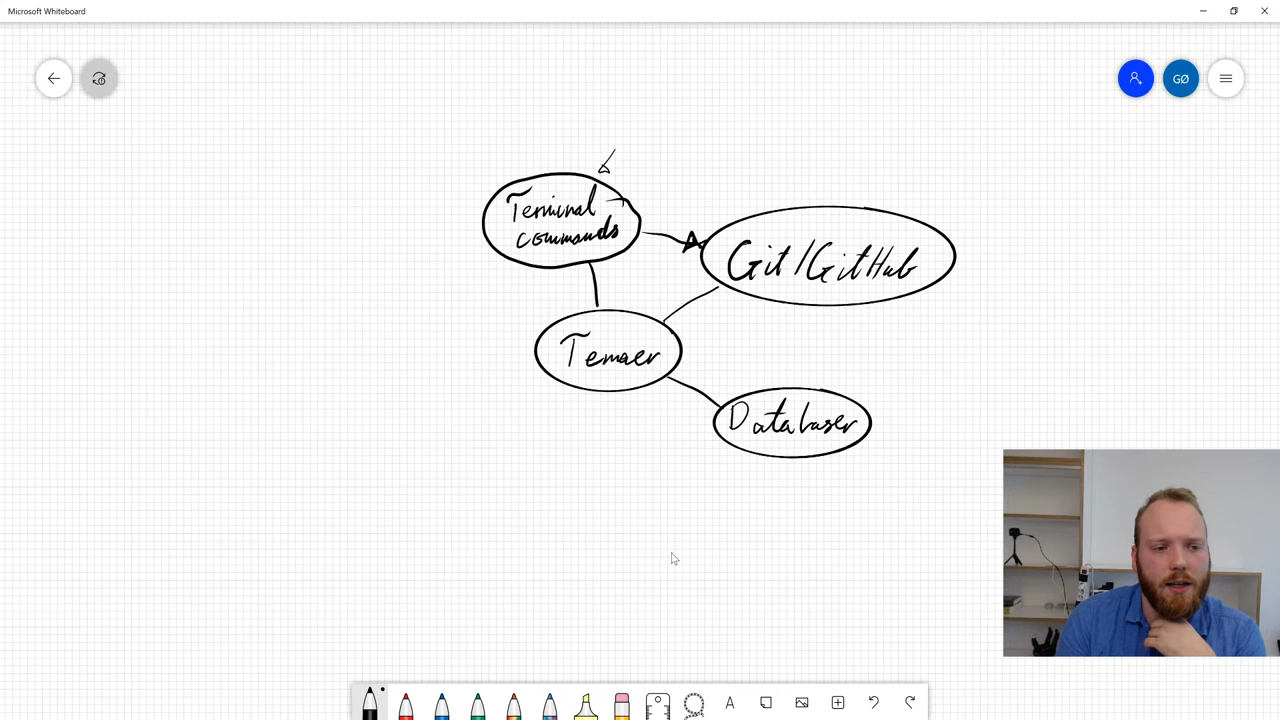 Microsoft Whiteboard
GØ
Terminal
commands
Git/GitHub
Temaer
Databaser
A